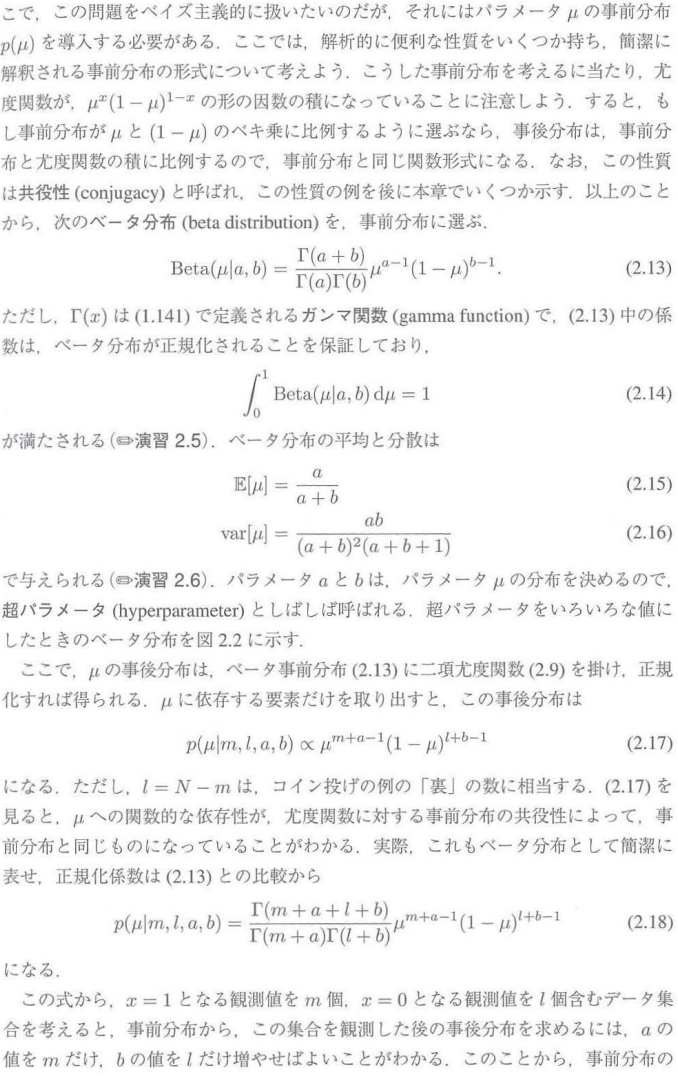 こで，この問題をベイズ主義的に扱いたいのだが，それにはパラメータ μ の事前分布
p(μ) を導入する必要がある．ここでは，解析的に便利な性質をいくつか持ち，簡潔に
解釈される事前分布の形式について考えよう．こうした事前分布を考えるに当たり，尤
度関数が，μ^x(1 − μ)^{1−x} の形の因数の積になっていることに注意しよう．すると，も
し事前分布が μ と (1 − μ) のベキ乗に比例するように選ぶなら，事後分布は，事前分
布と尤度関数の積に比例するので，事前分布と同じ関数形式になる．なお，この性質
は共役性 (conjugacy) と呼ばれ，この性質の例を後に本章でいくつか示す．以上のこと
から，次のベータ分布 (beta distribution) を，事前分布に選ぶ．
Beta(μ|a, b) = Γ(a + b)/(Γ(a)Γ(b)) μ^{a−1}(1 − μ)^{b−1}. (2.13)
ただし，Γ(x) は (1.141) で定義されるガンマ関数 (gamma function) で，(2.13) 中の係
数は，ベータ分布が正規化されることを保証しており，
∫_0^1 Beta(μ|a, b) dμ = 1 (2.14)
が満たされる (✏演習 2.5)．ベータ分布の平均と分散は
𝔼[μ] = a/(a + b) (2.15)
var[μ] = ab/((a + b)^2(a + b + 1)) (2.16)
で与えられる (✏演習 2.6)．パラメータ a と b は，パラメータ μ の分布を決めるので，
超パラメータ (hyperparameter) としばしば呼ばれる．超パラメータをいろいろな値に
したときのベータ分布を図 2.2 に示す．
ここで，μ の事後分布は，ベータ事前分布 (2.13) に二項尤度関数 (2.9) を掛け，正規
化すれば得られる．μ に依存する要素だけを取り出すと，この事後分布は
p(μ|m, l, a, b) ∝ μ^{m+a−1}(1 − μ)^{l+b−1} (2.17)
になる．ただし，l = N − m は，コイン投げの例の「裏」の数に相当する．(2.17) を
見ると，μ への関数的な依存性が，尤度関数に対する事前分布の共役性によって，事
前分布と同じものになっていることがわかる．実際，これもベータ分布として簡潔に
表せ，正規化係数は (2.13) との比較から
p(μ|m, l, a, b) = Γ(m + a + l + b)/(Γ(m + a)Γ(l + b)) μ^{m+a−1}(1 − μ)^{l+b−1} (2.18)
になる．
この式から，x = 1 となる観測値を m 個，x = 0 となる観測値を l 個含むデータ集
合を考えると，事前分布から，この集合を観測した後の事後分布を求めるには，a の
値を m だけ，b の値を l だけ増やせばよいことがわかる．このことから，事前分布の